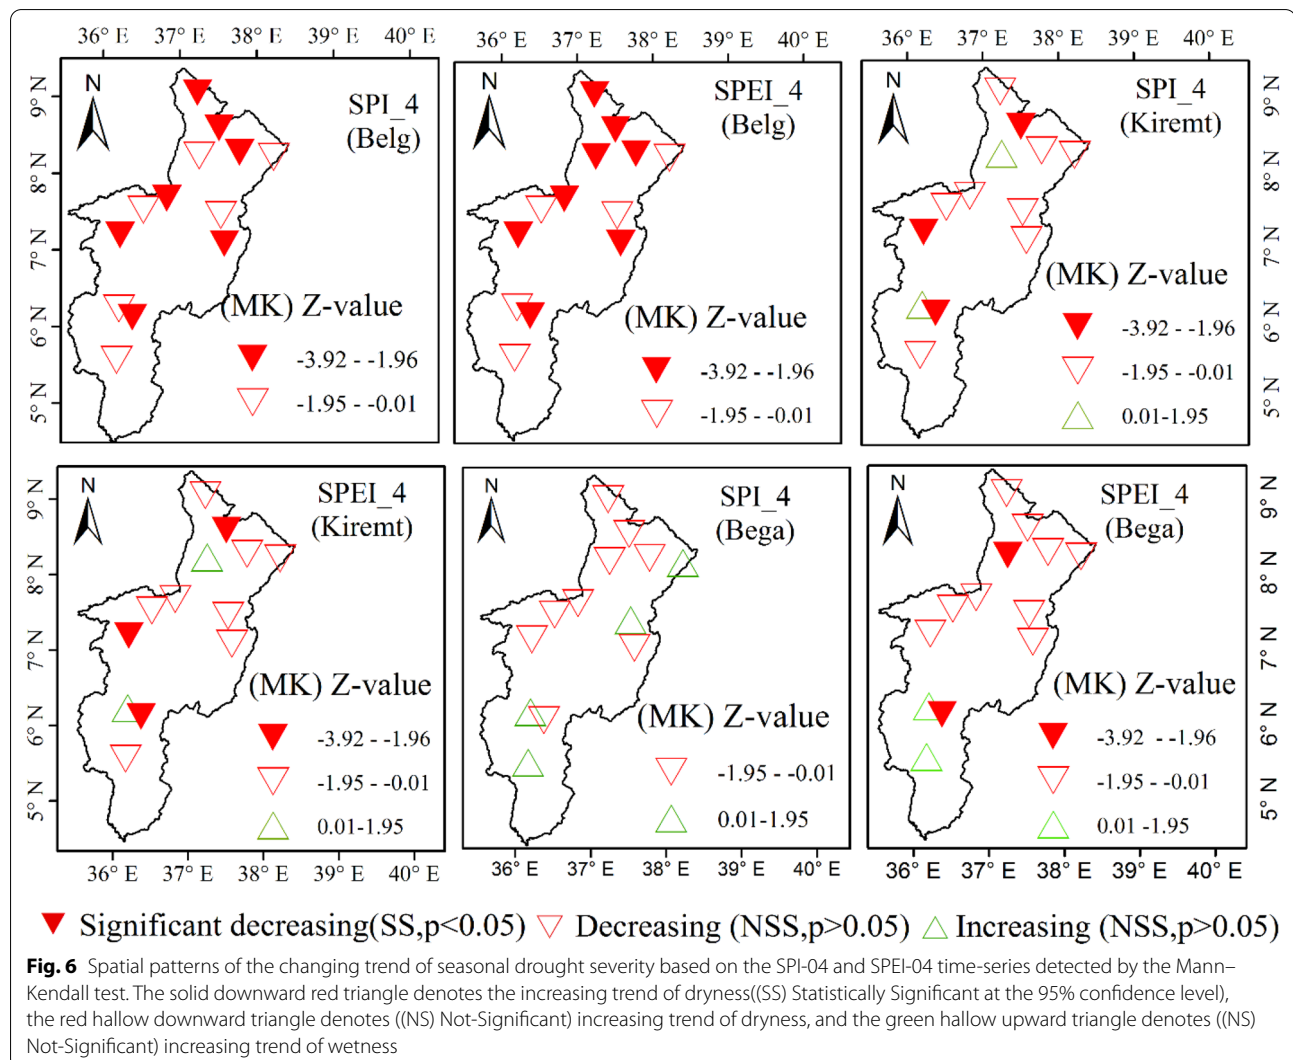 36° E 37° E 38° E 39° E 40° E
36° E 37° E 38° E 39° E 40° E
36° E 37° E 38° E 39° E 40° E
9° N
8° N
7° N
6° N
5° N
N
SPI_4
(Belg)
(MK) Z-value
-3.92 - -1.96
-1.95 - -0.01
N
SPEI_4
(Belg)
(MK) Z-value
-3.92 - -1.96
-1.95 - -0.01
N
SPI_4
(Kiremt)
(MK) Z-value
-3.92 - -1.96
-1.95 - -0.01
0.01-1.95
9° N
8° N
7° N
6° N
5° N
9° N
8° N
7° N
6° N
5° N
N
SPEI_4
(Kiremt)
(MK) Z-value
-3.92 - -1.96
-1.95 - -0.01
0.01-1.95
N
SPI_4
(Bega)
(MK) Z-value
-1.95 - -0.01
0.01-1.95
N
SPEI_4
(Bega)
(MK) Z-value
-3.92 - -1.96
-1.95 - -0.01
0.01 -1.95
9° N
8° N
7° N
6° N
5° N
36° E 37° E 38° E 39° E 40° E
36° E 37° E 38° E 39° E 40° E
36° E 37° E 38° E 39° E 40° E
Significant decreasing(SS,p<0.05) Decreasing (NSS,p>0.05) Increasing (NSS,p>0.05)
Fig. 6 Spatial patterns of the changing trend of seasonal drought severity based on the SPI-04 and SPEI-04 time-series detected by the Mann–
Kendall test. The solid downward red triangle denotes the increasing trend of dryness((SS) Statistically Significant at the 95% confidence level),
the red hallow downward triangle denotes ((NS) Not-Significant) increasing trend of dryness, and the green hallow upward triangle denotes ((NS)
Not-Significant) increasing trend of wetness